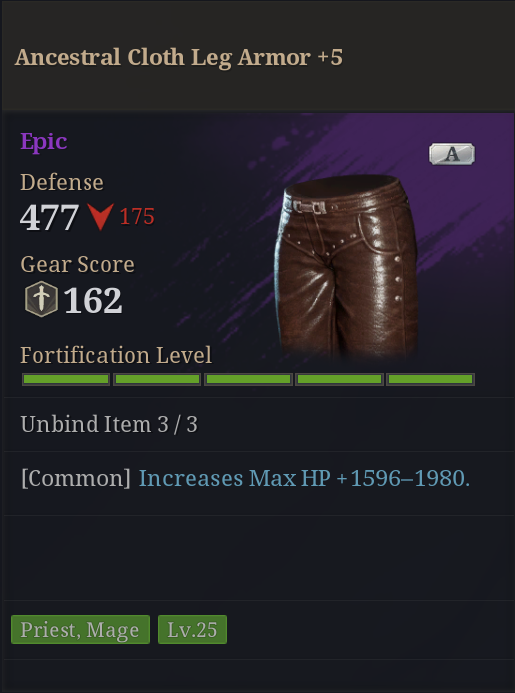 Ancestral Cloth Leg Armor +5
Epic
A
Defense
477 175
Gear Score
162
Fortification Level
Unbind Item 3 / 3
[Common] Increases Max HP +1596–1980.
Priest, Mage Lv.25